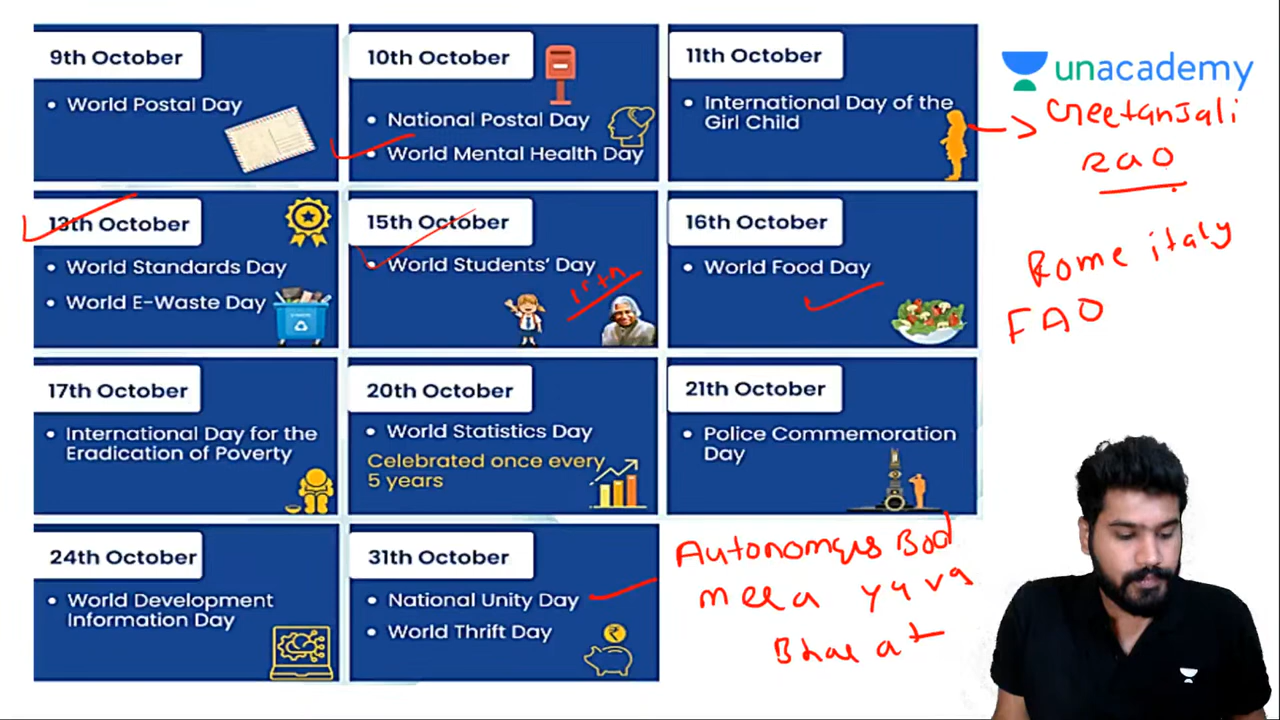 9th October
• World Postal Day
10th October
• National Postal Day
• World Mental Health Day
11th October
• International Day of the
Girl Child
unacademy
Geetanjali
Rao
13th October
• World Standards Day
• World E-Waste Day
15th October
• World Students' Day
15th
16th October
• World Food Day
Rome italy
FAO
17th October
• International Day for the
Eradication of Poverty
20th October
• World Statistics Day
Celebrated once every
5 years
21th October
• Police Commemoration
Day
24th October
• World Development
Information Day
31th October
• National Unity Day
• World Thrift Day
Autonomous Bod
mera yuva
Bharat